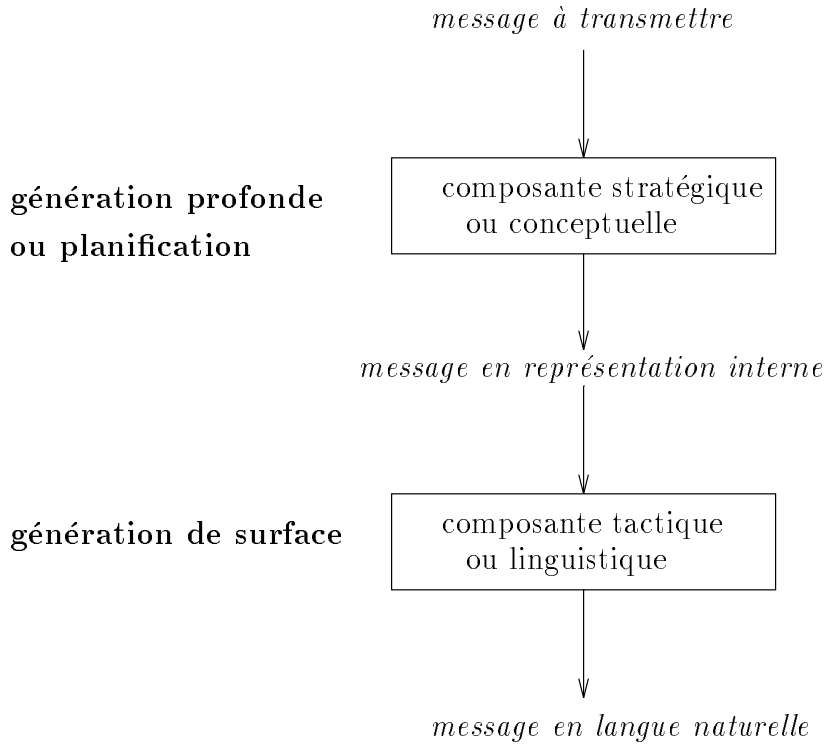 message à transmettre
génération profonde
ou planification
composante stratégique
ou conceptuelle
message en représentation interne
génération de surface
composante tactique
ou linguistique
message en langue naturelle